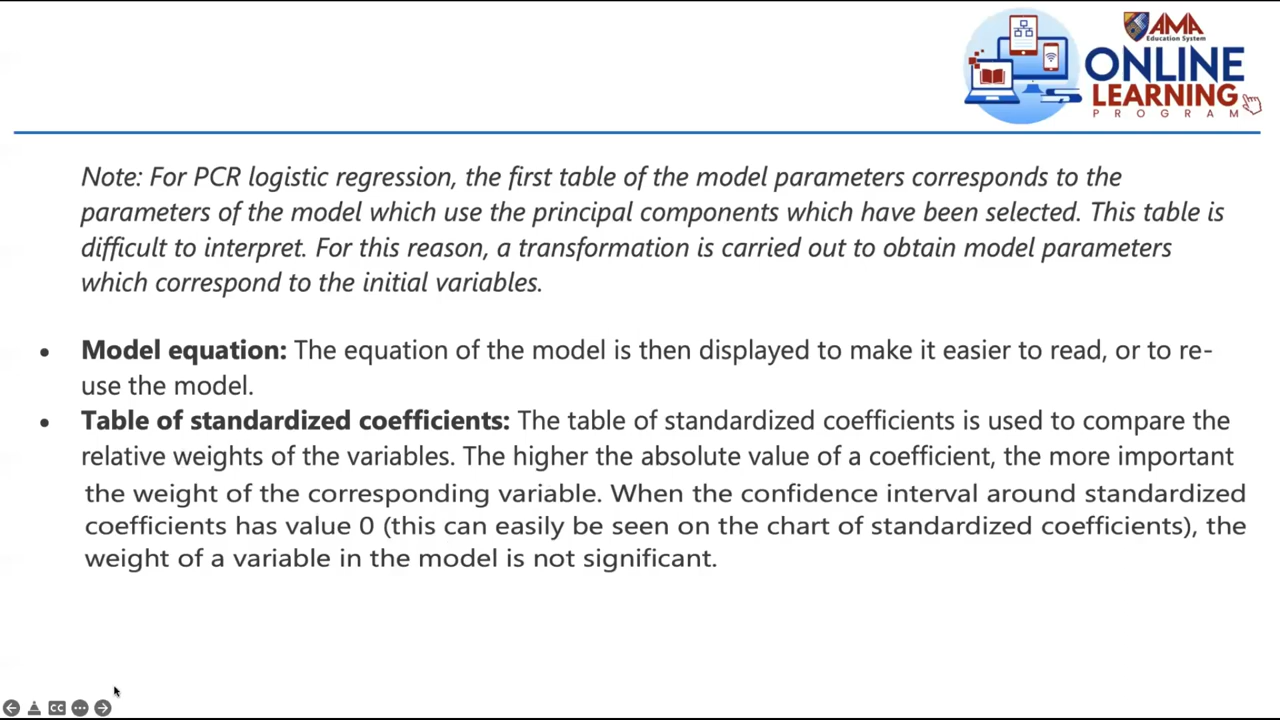 AMA
Education System
ONLINE
LEARNING
PROGRAM
Note: For PCR logistic regression, the first table of the model parameters corresponds to the
parameters of the model which use the principal components which have been selected. This table is
difficult to interpret. For this reason, a transformation is carried out to obtain model parameters
which correspond to the initial variables.
• Model equation: The equation of the model is then displayed to make it easier to read, or to re-
use the model.
• Table of standardized coefficients: The table of standardized coefficients is used to compare the
relative weights of the variables. The higher the absolute value of a coefficient, the more important
the weight of the corresponding variable. When the confidence interval around standardized
coefficients has value 0 (this can easily be seen on the chart of standardized coefficients), the
weight of a variable in the model is not significant.
CC